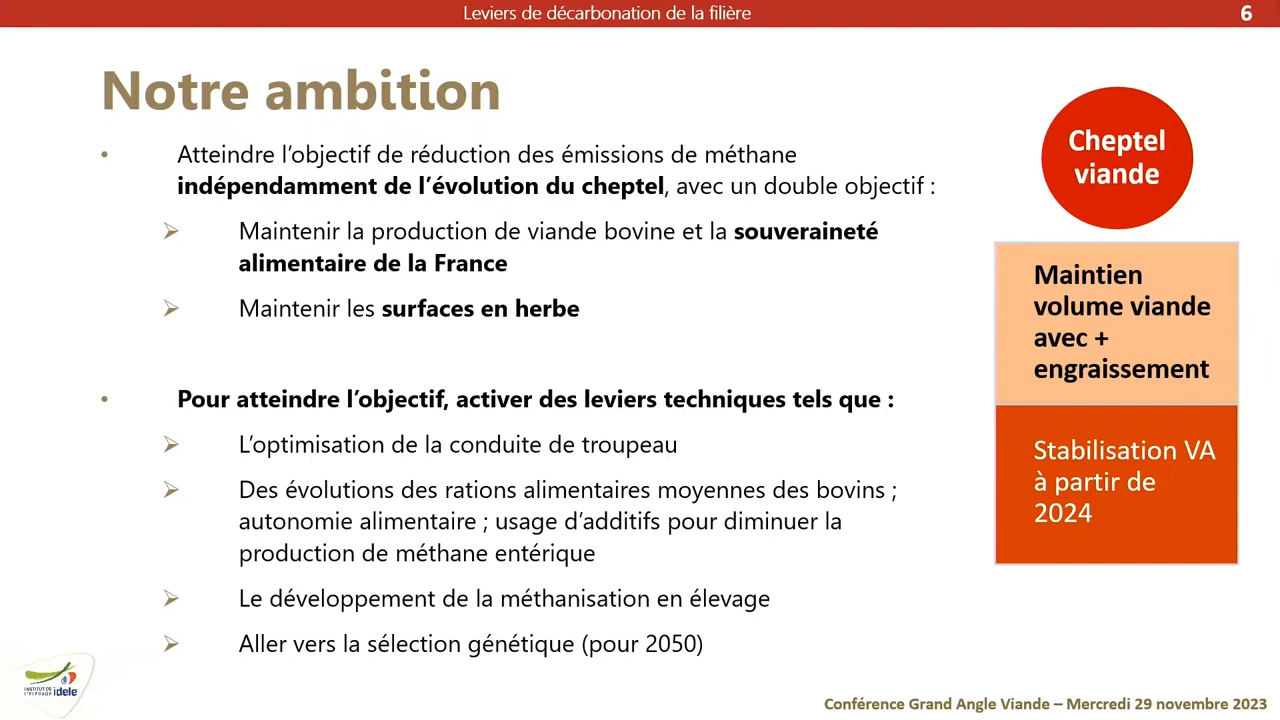 Leviers de décarbonation de la filière
6
Notre ambition
• Atteindre l’objectif de réduction des émissions de méthane
indépendamment de l’évolution du cheptel, avec un double objectif :
➢ Maintenir la production de viande bovine et la souveraineté
alimentaire de la France
➢ Maintenir les surfaces en herbe
• Pour atteindre l’objectif, activer des leviers techniques tels que :
➢ L’optimisation de la conduite de troupeau
➢ Des évolutions des rations alimentaires moyennes des bovins ;
autonomie alimentaire ; usage d’additifs pour diminuer la
production de méthane entérique
➢ Le développement de la méthanisation en élevage
➢ Aller vers la sélection génétique (pour 2050)
Cheptel
viande
Maintien
volume viande
avec +
engraissement
Stabilisation VA
à partir de
2024
INSTITUT DE
L'ELEVAGE idele
Conférence Grand Angle Viande – Mercredi 29 novembre 2023